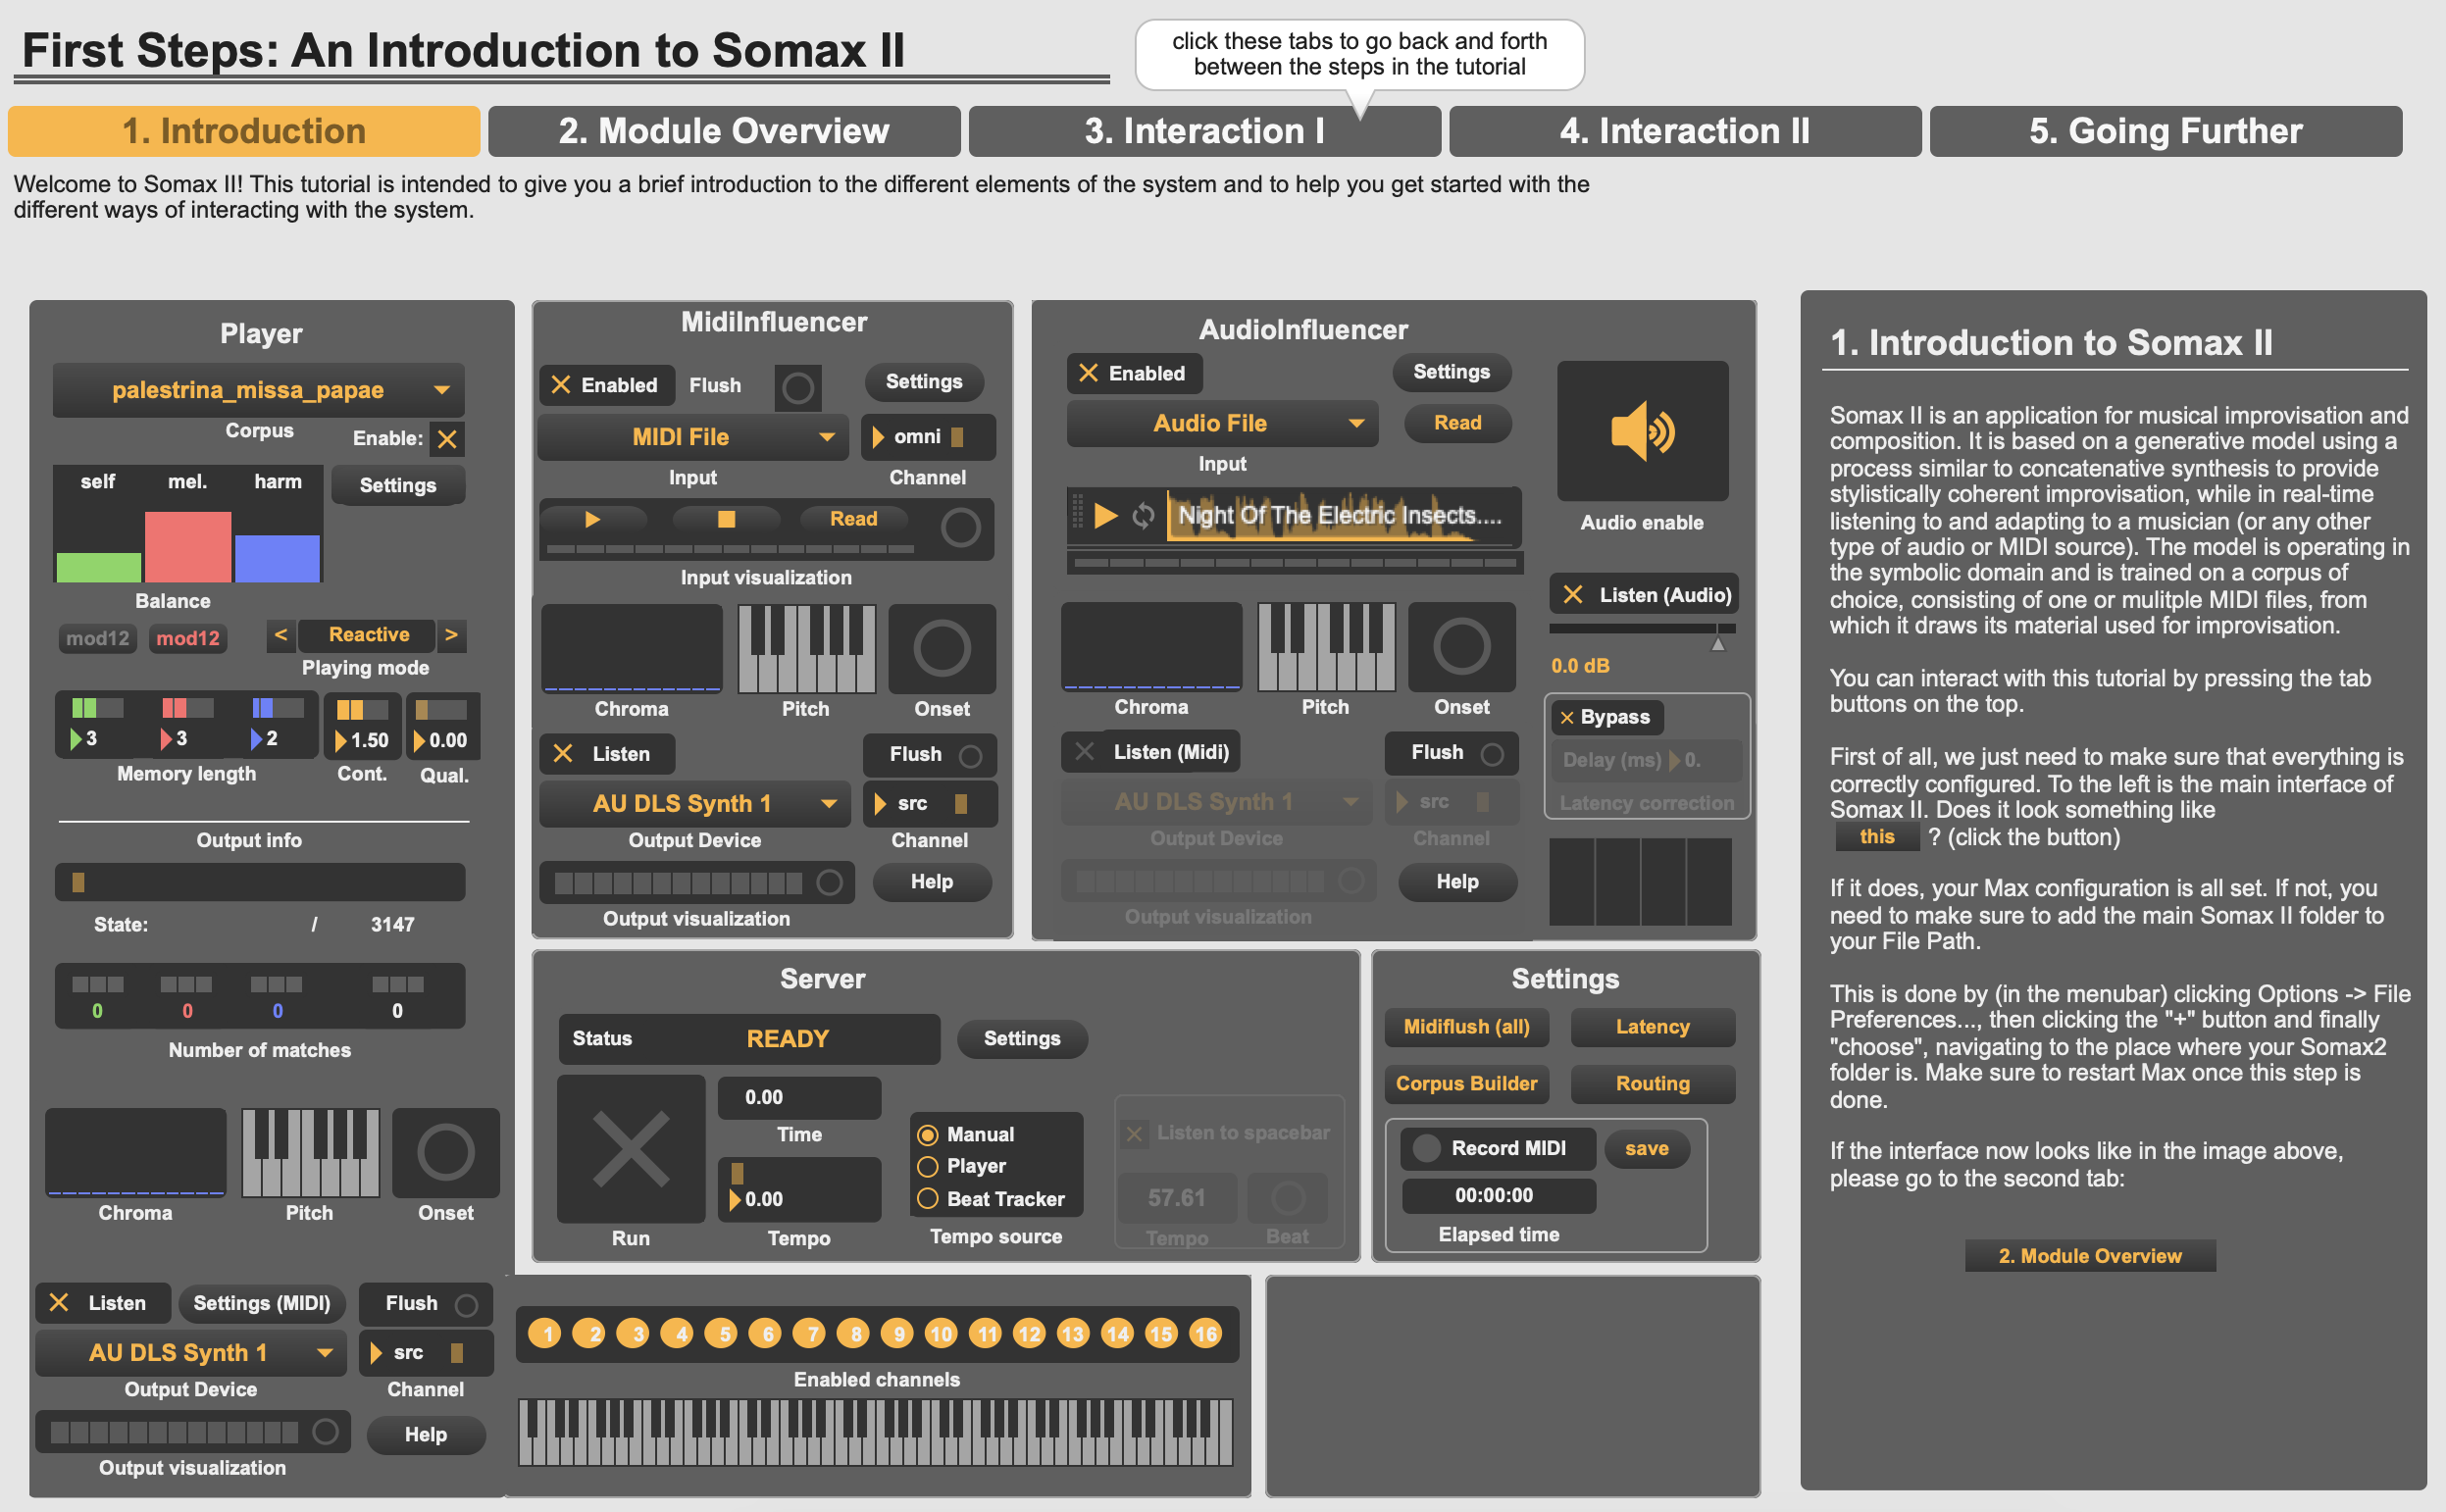 First Steps: An Introduction to Somax II
click these tabs to go back and forth
between the steps in the tutorial
1. Introduction
2. Module Overview
3. Interaction I
4. Interaction II
5. Going Further
Welcome to Somax II! This tutorial is intended to give you a brief introduction to the different elements of the system and to help you get started with the
different ways of interacting with the system.
Player
palestrina_missa_papae
Corpus
Enable:
self mel. harm
Settings
Balance
mod12 mod12
< Reactive >
Playing mode
3 3 2 1.50 0.00
Memory length Cont. Qual.
Output info
State: / 3147
0 0 0 0
Number of matches
Chroma Pitch Onset
Listen Settings (MIDI) Flush
AU DLS Synth 1 src
Output Device Channel
Help
Output visualization
MidiInfluencer
Enabled Flush Settings
MIDI File omni
Input Channel
Read
Input visualization
Chroma Pitch Onset
Listen Flush
AU DLS Synth 1 src
Output Device Channel
Help
Output visualization
AudioInfluencer
Enabled Settings
Audio File Read
Input
Night Of The Electric Insects....
Chroma Pitch Onset
Listen (Midi) Flush
AU DLS Synth 1 src
Output Device Channel
Help
Output visualization
Audio enable
Listen (Audio)
0.0 dB
Bypass
Delay (ms) 0.
Latency correction
Server
Status READY Settings
0.00
Time
0.00
Run Tempo
Manual
Player
Beat Tracker
Tempo source
Listen to spacebar
57.61
Tempo Beat
Settings
Midiflush (all) Latency
Corpus Builder Routing
Record MIDI save
00:00:00
Elapsed time
1 2 3 4 5 6 7 8 9 10 11 12 13 14 15 16
Enabled channels
1. Introduction to Somax II
Somax II is an application for musical improvisation and
composition. It is based on a generative model using a
process similar to concatenative synthesis to provide
stylistically coherent improvisation, while in real-time
listening to and adapting to a musician (or any other
type of audio or MIDI source). The model is operating in
the symbolic domain and is trained on a corpus of
choice, consisting of one or mulitple MIDI files, from
which it draws its material used for improvisation.
You can interact with this tutorial by pressing the tab
buttons on the top.
First of all, we just need to make sure that everything is
correctly configured. To the left is the main interface of
Somax II. Does it look something like
this ? (click the button)
If it does, your Max configuration is all set. If not, you
need to make sure to add the main Somax II folder to
your File Path.
This is done by (in the menubar) clicking Options -> File
Preferences..., then clicking the "+" button and finally
"choose", navigating to the place where your Somax2
folder is. Make sure to restart Max once this step is
done.
If the interface now looks like in the image above,
please go to the second tab:
2. Module Overview